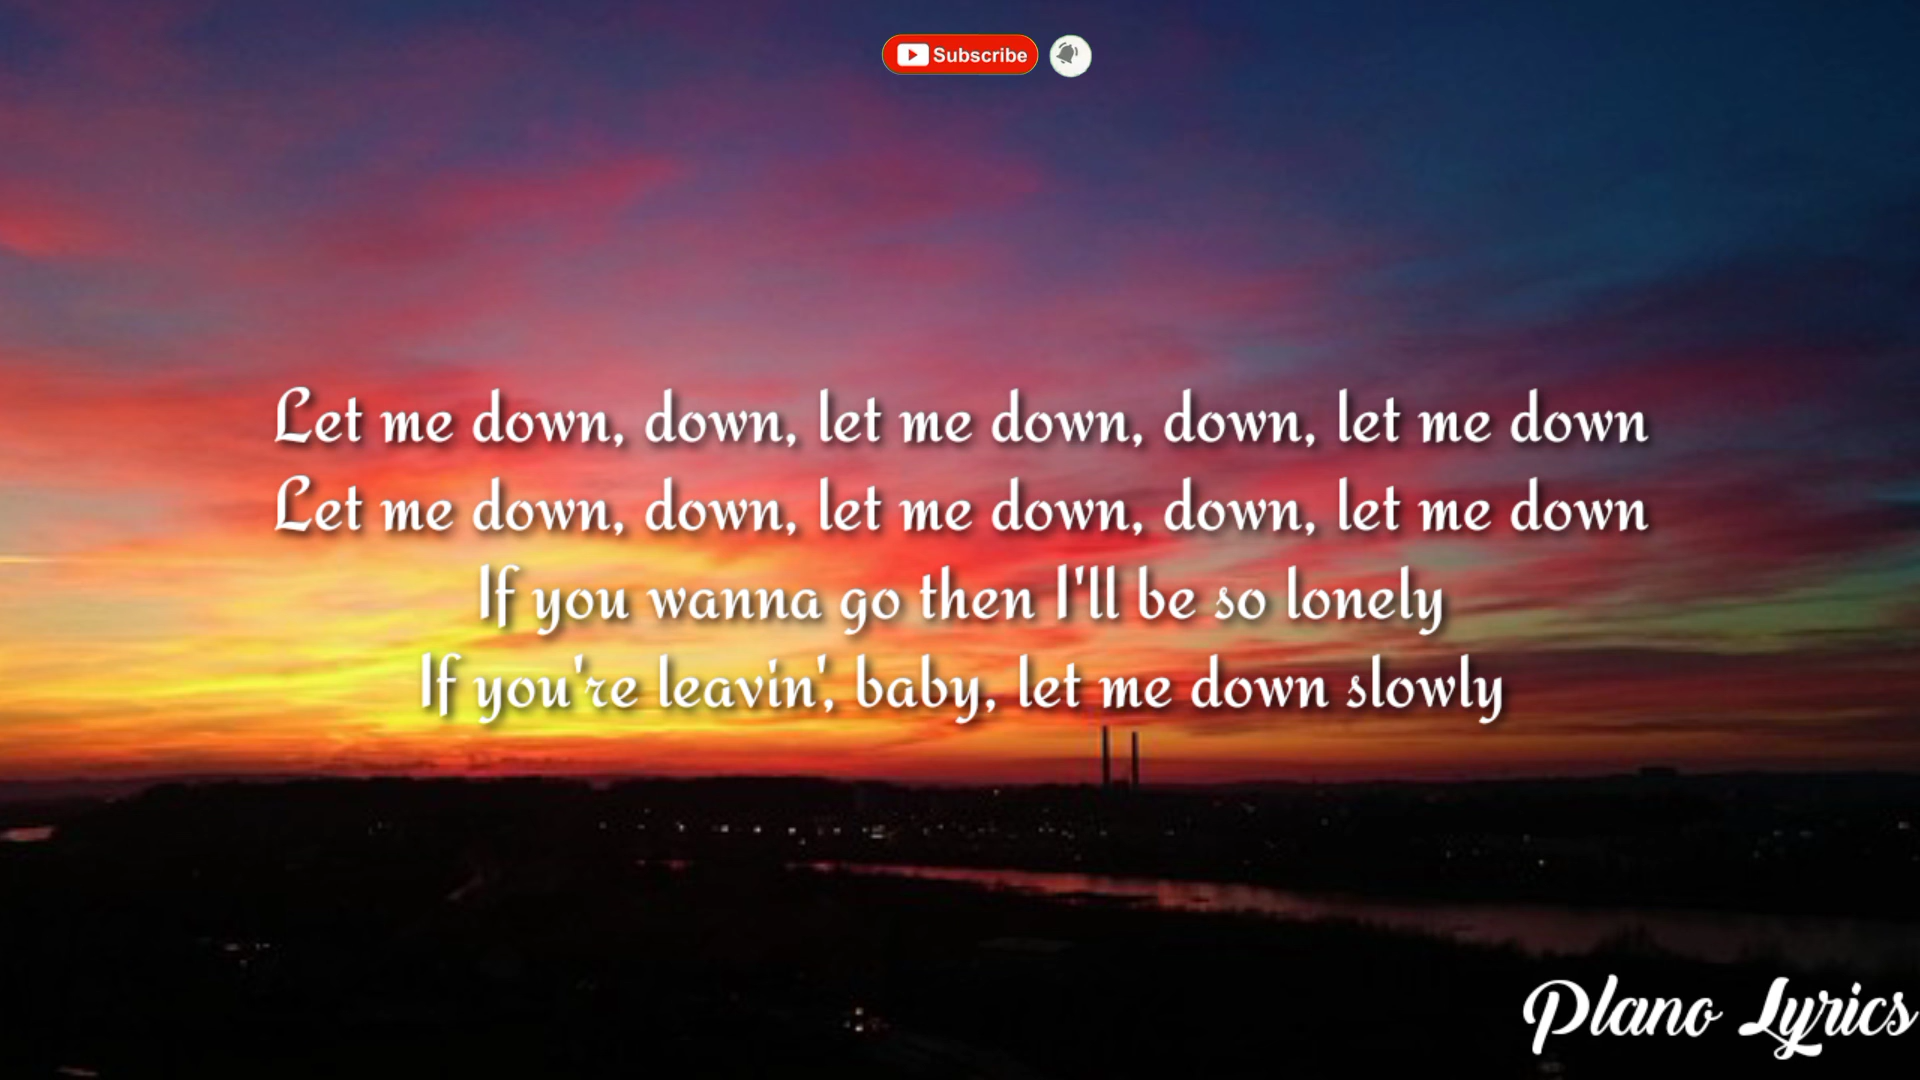 Subscribe
Let me down, down, let me down, down, let me down
Let me down, down, let me down, down, let me down
If you wanna go then I'll be so lonely
If you're leavin', baby, let me down slowly
Plano Lyrics